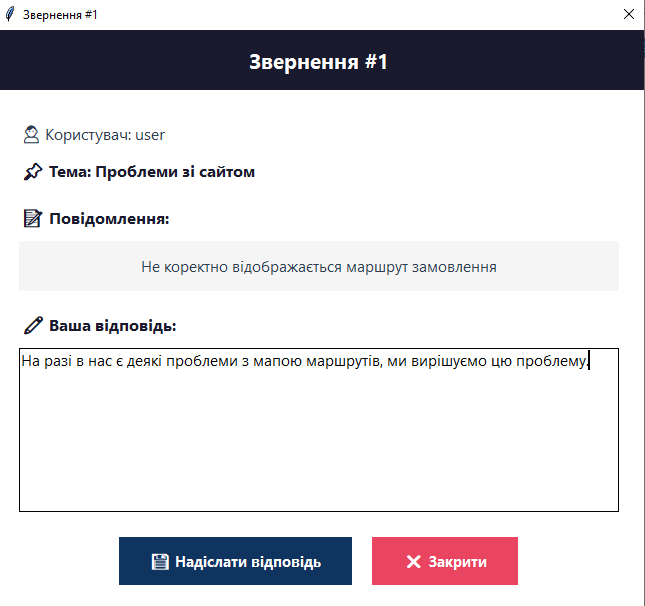 Звернення #1
Звернення #1
Користувач: user
Тема: Проблеми зі сайтом
Повідомлення:
Не коректно відображається маршрут замовлення
Ваша відповідь:
На разі в нас є деякі проблеми з мапою маршрутів, ми вирішуємо цю проблему.
Надіслати відповідь
Закрити